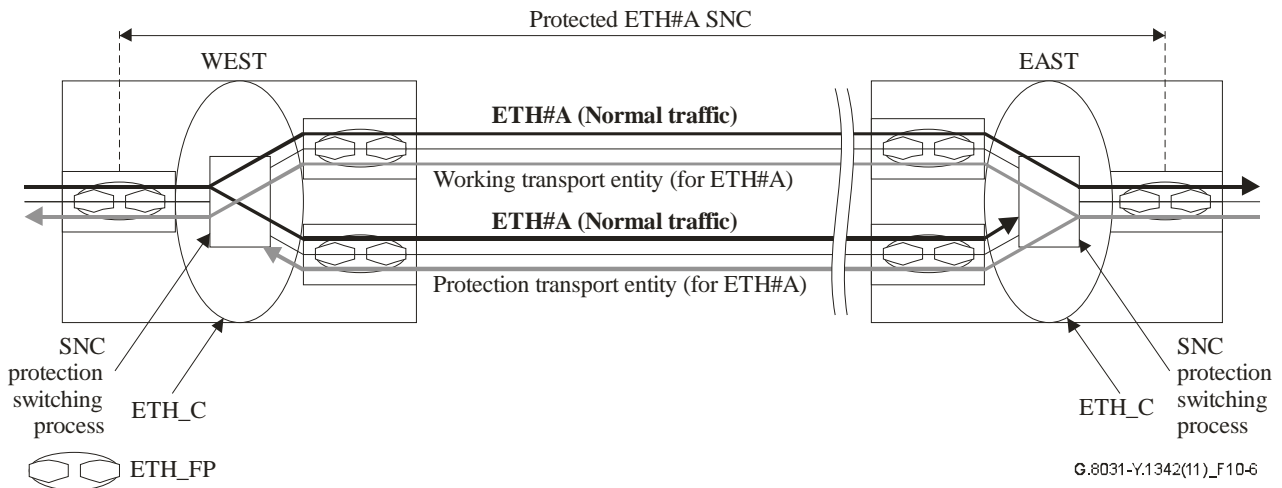 Protected ETH#A SNC
WEST
EAST
ETH#A (Normal traffic)
Working transport entity (for ETH#A)
ETH#A (Normal traffic)
Protection transport entity (for ETH#A)
SNC
protection
switching
process
ETH_C
ETH_C
SNC
protection
switching
process
ETH_FP
G.8031-Y.1342(11)_F10-6